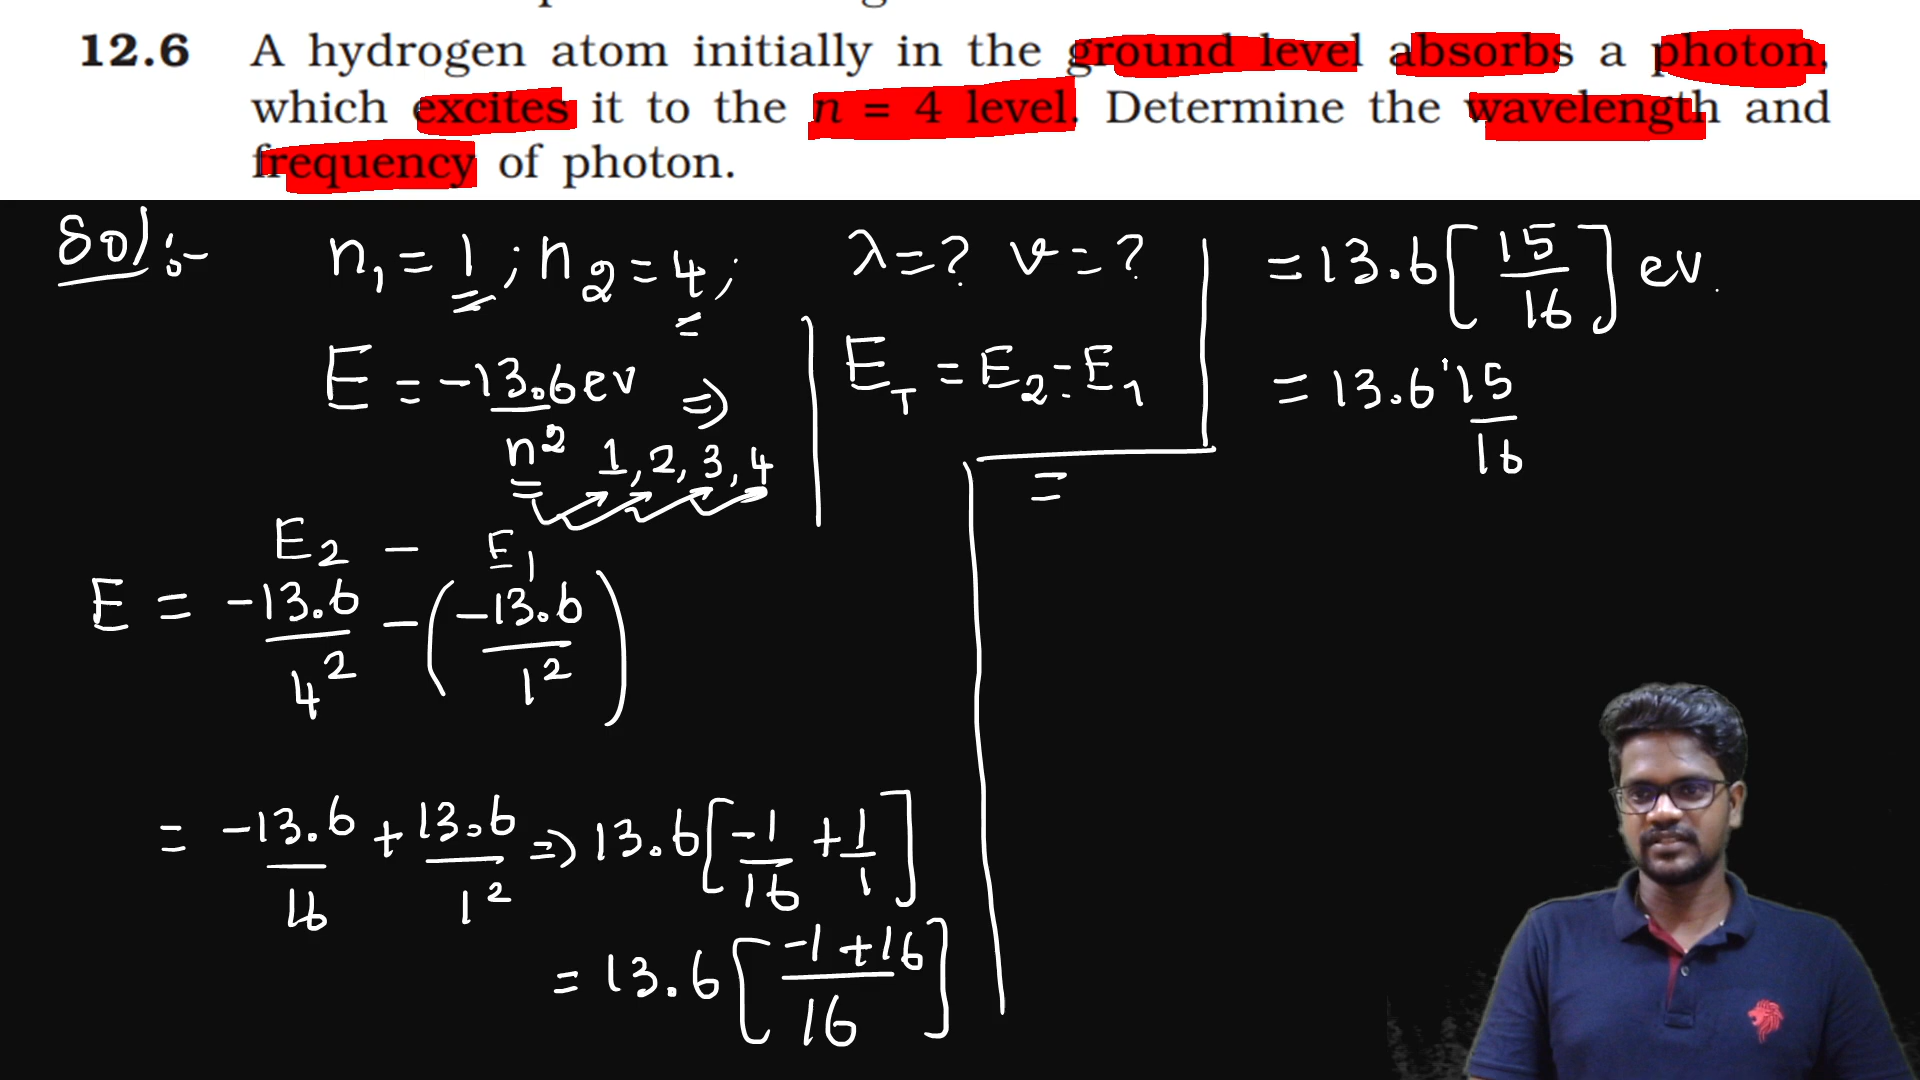 12.6 A hydrogen atom initially in the ground level absorbs a photon,
which excites it to the n = 4 level. Determine the wavelength and
frequency of photon.
Sol:-
n₁ = 1 ; n₂ = 4 ; λ = ? ν = ?
E = -13.6ev / n² ⇒
1, 2, 3, 4
E_T = E₂ - E₁
=
E₂ - E₁
E = -13.6 / 4² - ( -13.6 / 1² )
= -13.6 / 16 + 13.6 / 1² ⇒ 13.6 [ -1 / 16 + 1 / 1 ]
= 13.6 [ -1 + 16 / 16 ]
= 13.6 [ 15 / 16 ] ev.
= 13.6 ' 15 / 16